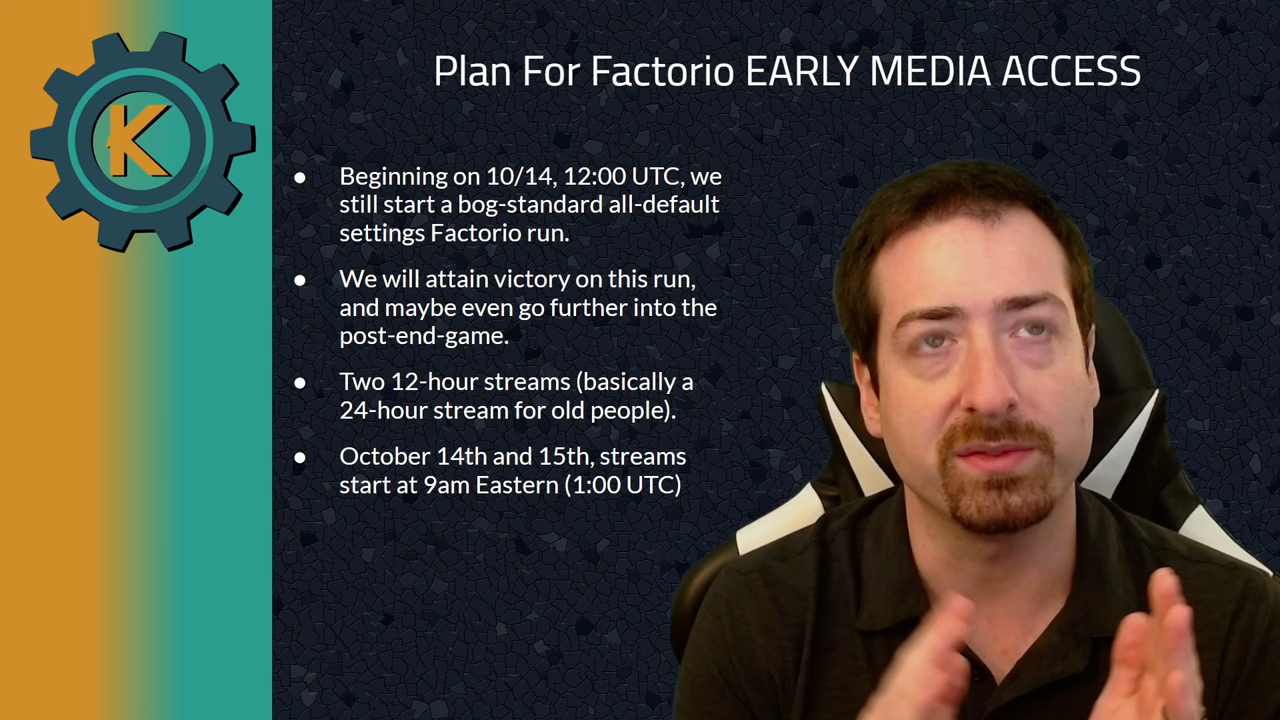 K
Plan For Factorio EARLY MEDIA ACCESS
● Beginning on 10/14, 12:00 UTC, we
still start a bog-standard all-default
settings Factorio run.
● We will attain victory on this run,
and maybe even go further into the
post-end-game.
● Two 12-hour streams (basically a
24-hour stream for old people).
● October 14th and 15th, streams
start at 9am Eastern (1:00 UTC)